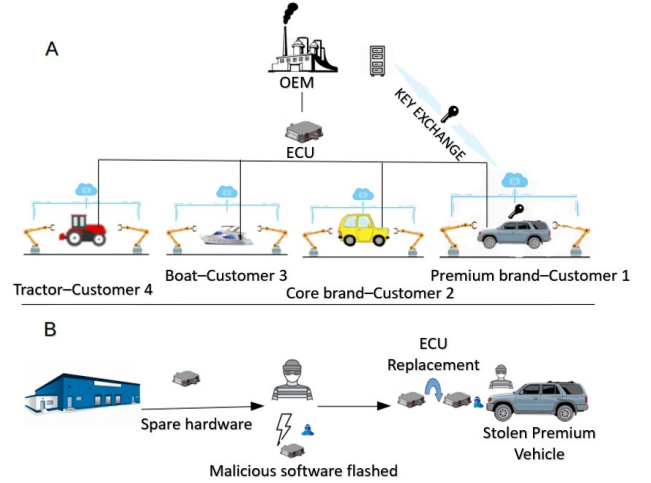 A
OEM
KEY EXCHANGE
ECU
Tractor–Customer 4
Boat–Customer 3
Core brand–Customer 2
Premium brand–Customer 1
B
Spare hardware
Malicious software flashed
ECU
Replacement
Stolen Premium
Vehicle